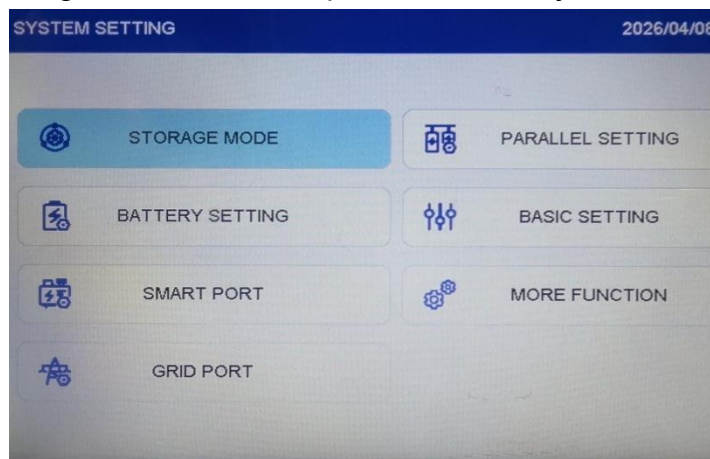 SYSTEM SETTING 2026/04/08
STORAGE MODE
PARALLEL SETTING
BATTERY SETTING
BASIC SETTING
SMART PORT
MORE FUNCTION
GRID PORT